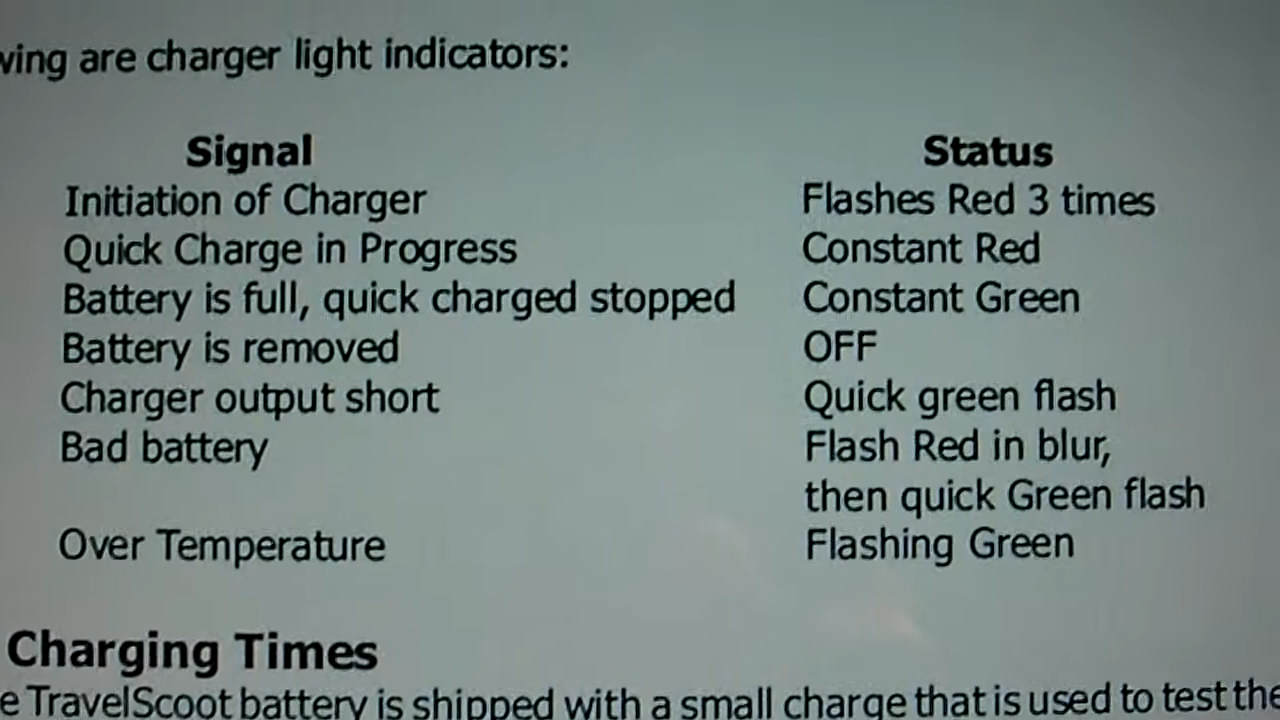 are charger light indicators:
Signal Status
Initiation of Charger Flashes Red 3 times
Quick Charge in Progress Constant Red
Battery is full, quick charged stopped Constant Green
Battery is removed OFF
Charger output short Quick green flash
Bad battery Flash Red in blur,
then quick Green flash
Over Temperature Flashing Green
Charging Times
TravelScoot battery is shipped with a small charge that is used to test the